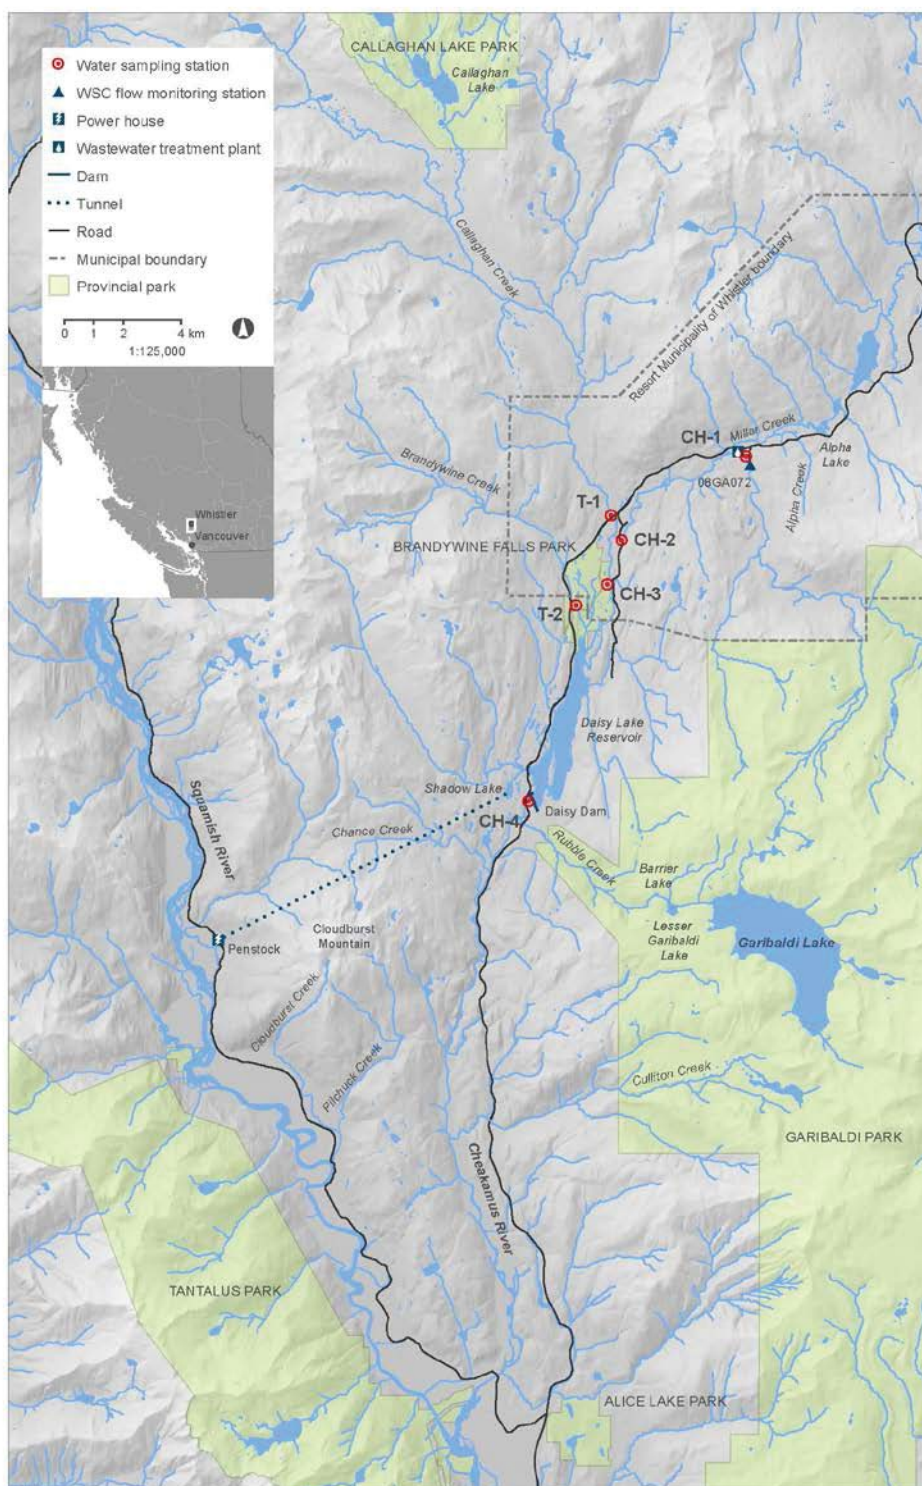 CALLAGHAN LAKE PARK
Callaghan
Lake
Water sampling station
WSC flow monitoring station
Power house
Wastewater treatment plant
Dam
Tunnel
Road
Municipal boundary
Provincial park
0 1 2 4 km
1:125,000
Whistler
Vancouver
Callaghan Creek
Resort Municipality of Whistler boundary
CH-1
Millar Creek
Alpha
Lake
08GA072
Alpha Creek
Brandywine Creek
T-1
CH-2
BRANDYWINE FALLS PARK
CH-3
T-2
Daisy Lake
Reservoir
Shadow Lake
Daisy Dam
CH-4
Chance Creek
Rubble Creek
Squamish River
Barrier
Lake
Lesser
Garibaldi
Lake
Garibaldi Lake
Cloudburst
Mountain
Penstock
Cloudburst Creek
Pilchuck Creek
Culliton Creek
GARIBALDI PARK
Cheakamus River
TANTALUS PARK
ALICE LAKE PARK